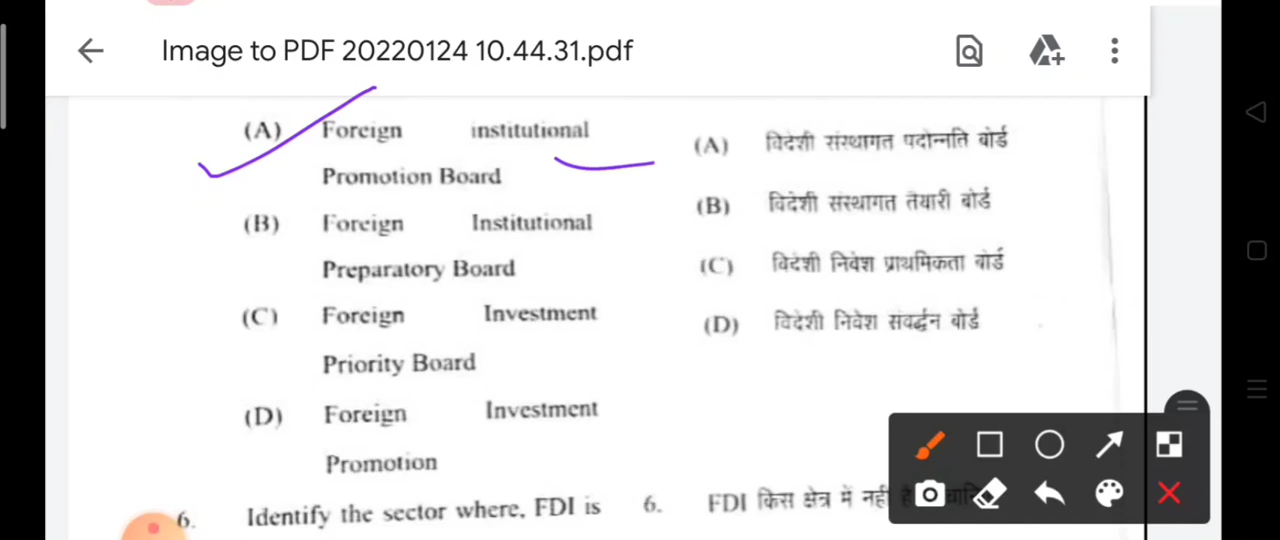 Image to PDF 20220124 10.44.31.pdf
(A) Foreign institutional
Promotion Board
(B) Foreign Institutional
Preparatory Board
(C) Foreign Investment
Priority Board
(D) Foreign Investment
Promotion
6. Identify the sector where, FDI is
(A) विदेशी संस्थागत पदोन्नति बोर्ड
(B) विदेशी संस्थागत तैयारी बोर्ड
(C) विदेशी निवेश प्राथमिकता बोर्ड
(D) विदेशी निवेश संवर्द्धन बोर्ड
6. FDI किस क्षेत्र में नही